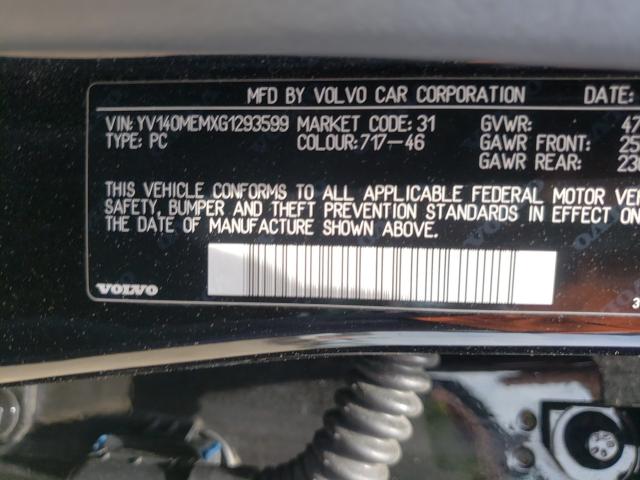 MFD BY VOLVO CAR CORPORATION DATE:
VIN: YV140MEMXG1293599 MARKET CODE: 31 GVWR: 47
TYPE: PC COLOUR: 717-46 GAWR FRONT: 25
GAWR REAR: 23
THIS VEHICLE CONFORMS TO ALL APPLICABLE FEDERAL MOTOR VE
SAFETY, BUMPER AND THEFT PREVENTION STANDARDS IN EFFECT ON
THE DATE OF MANUFACTURE SHOWN ABOVE.
VOLVO
3